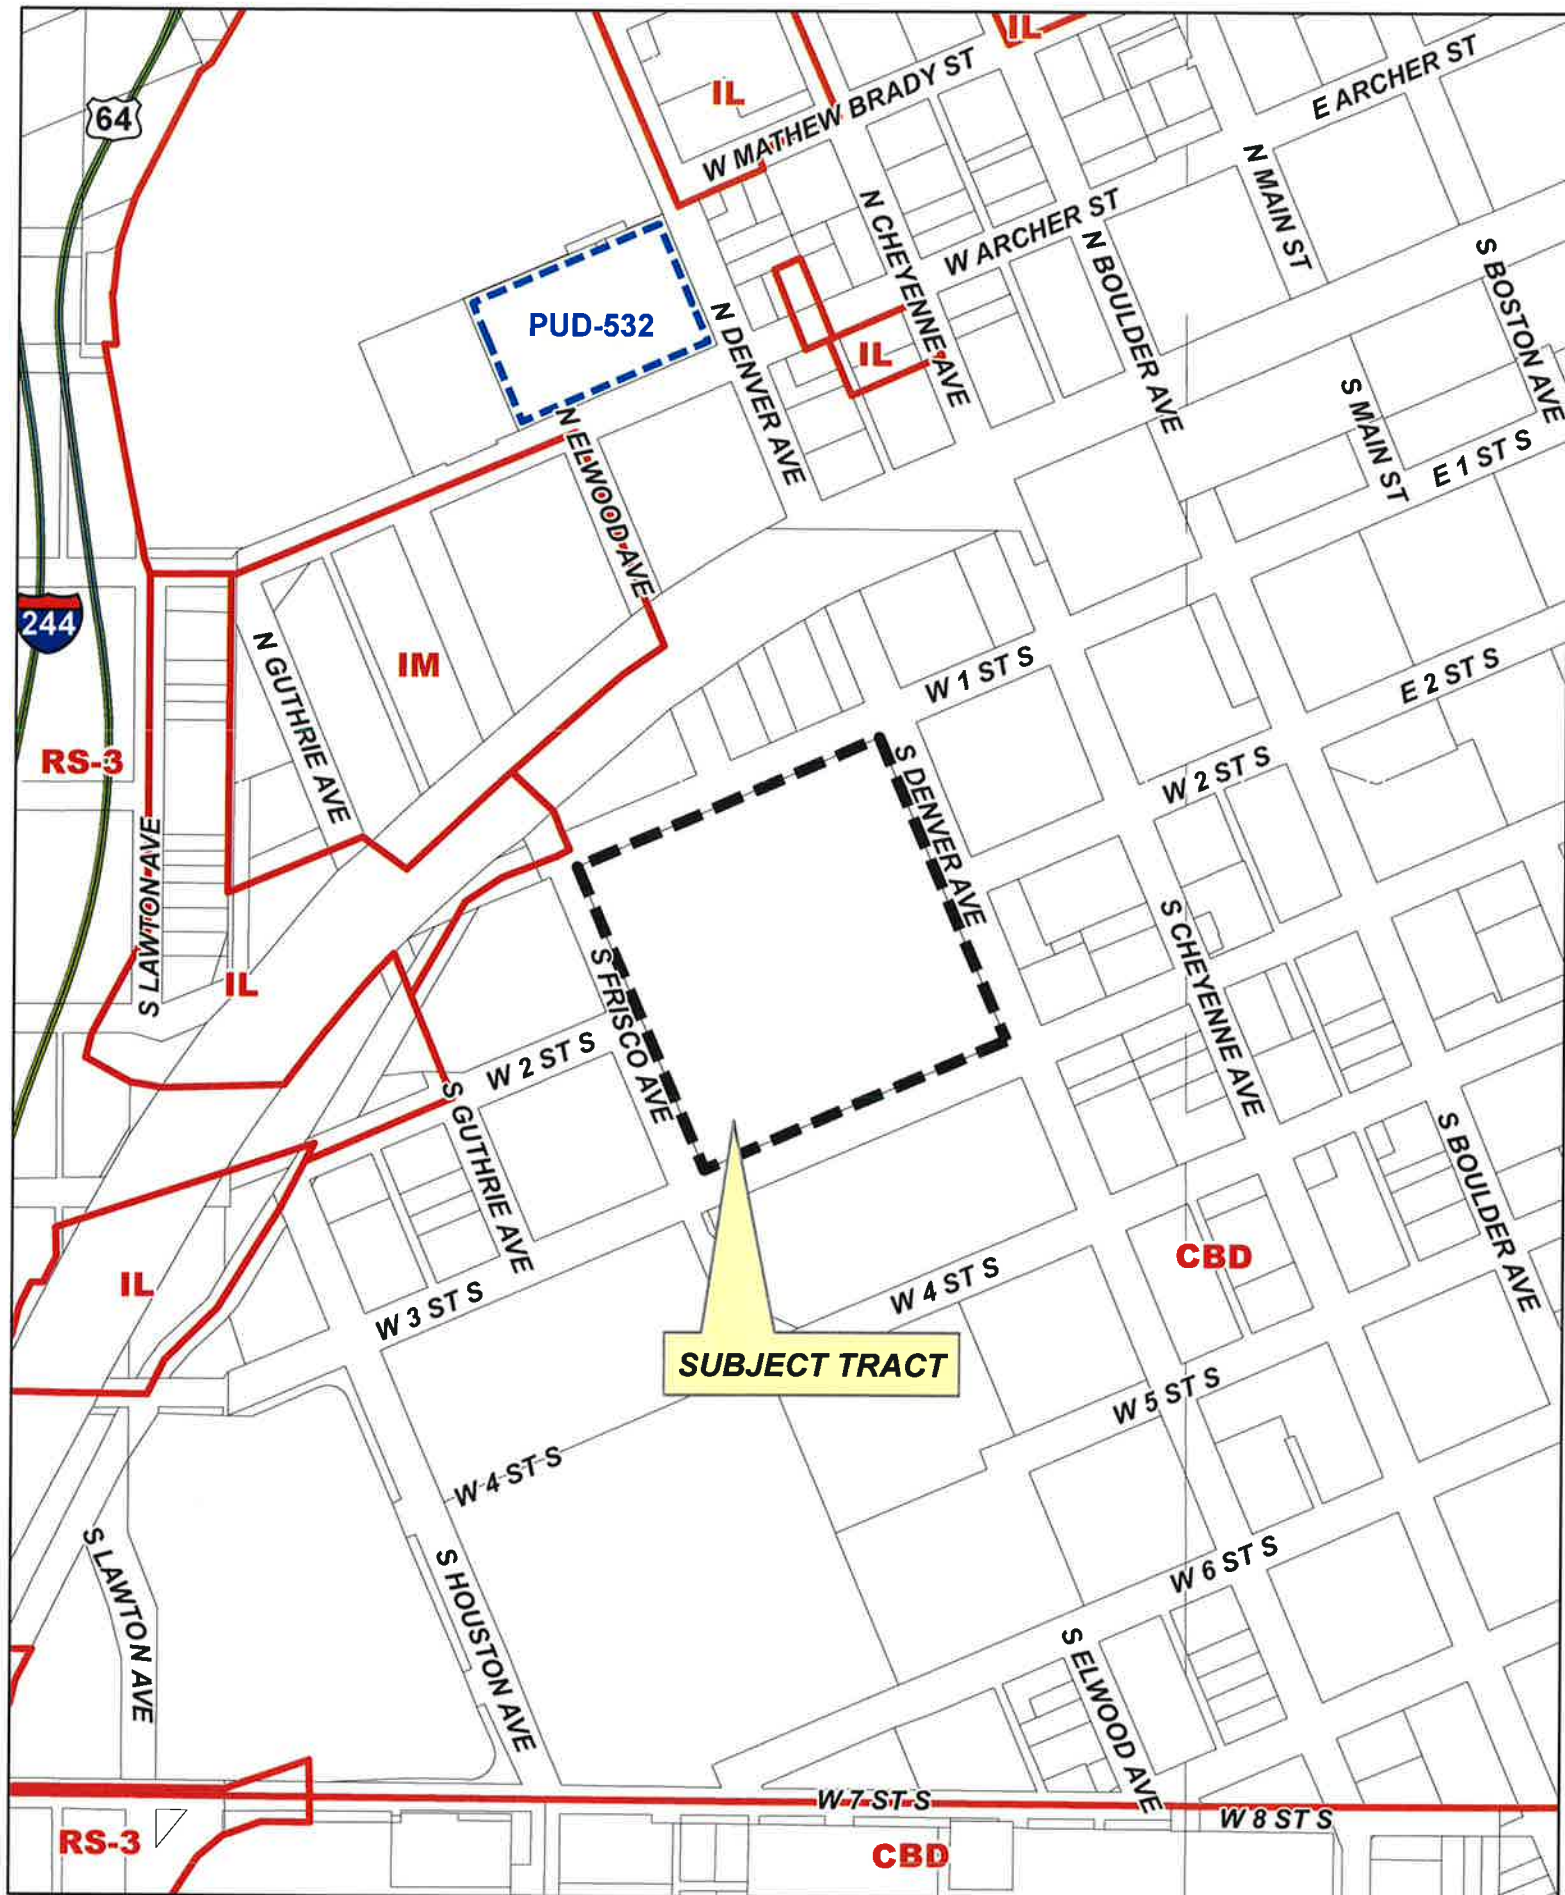 IL
64
IL
W MATHEW BRADY ST
E ARCHER ST
N MAIN ST
N CHEYENNE AVE
W ARCHER ST
N BOULDER AVE
S BOSTON AVE
PUD-532
N DENVER AVE
IL
S MAIN ST
E 1 ST S
N ELWOOD AVE
244
N GUTHRIE AVE
IM
W 1 ST S
E 2 ST S
RS-3
S DENVER AVE
W 2 ST S
S LAWTON AVE
IL
S FRISCO AVE
S CHEYENNE AVE
W 2 ST S
S GUTHRIE AVE
S BOULDER AVE
IL
CBD
W 3 ST S
W 4 ST S
SUBJECT TRACT
W 5 ST S
W 4 ST S
S LAWTON AVE
S HOUSTON AVE
W 6 ST S
S ELWOOD AVE
W 7 ST S
W 8 ST S
RS-3
CBD